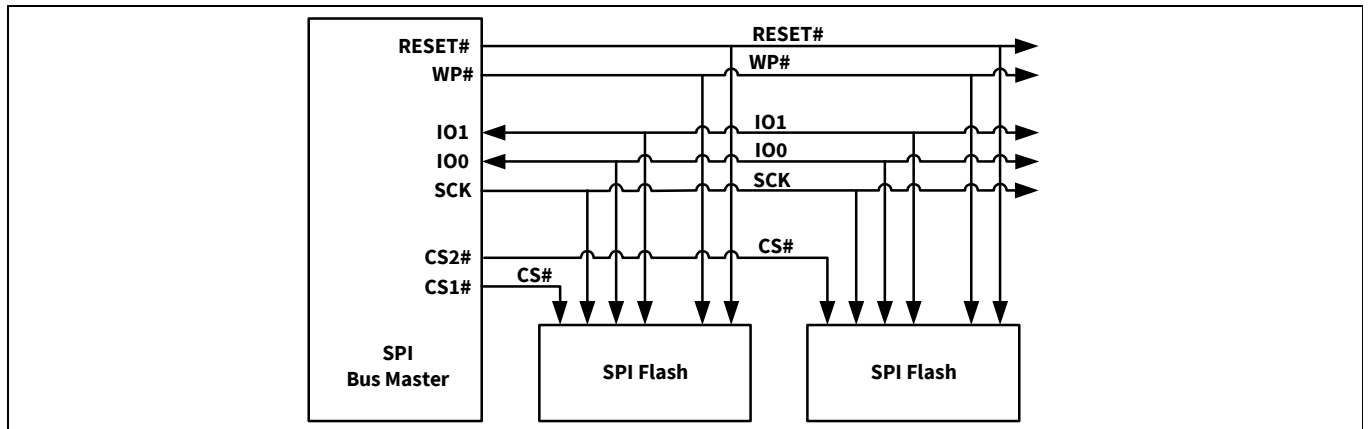 RESET# RESET#
WP# WP#
IO1 IO1
IO0 IO0
SCK SCK
CS2# CS#
CS1# CS#
SPI
Bus Master
SPI Flash SPI Flash